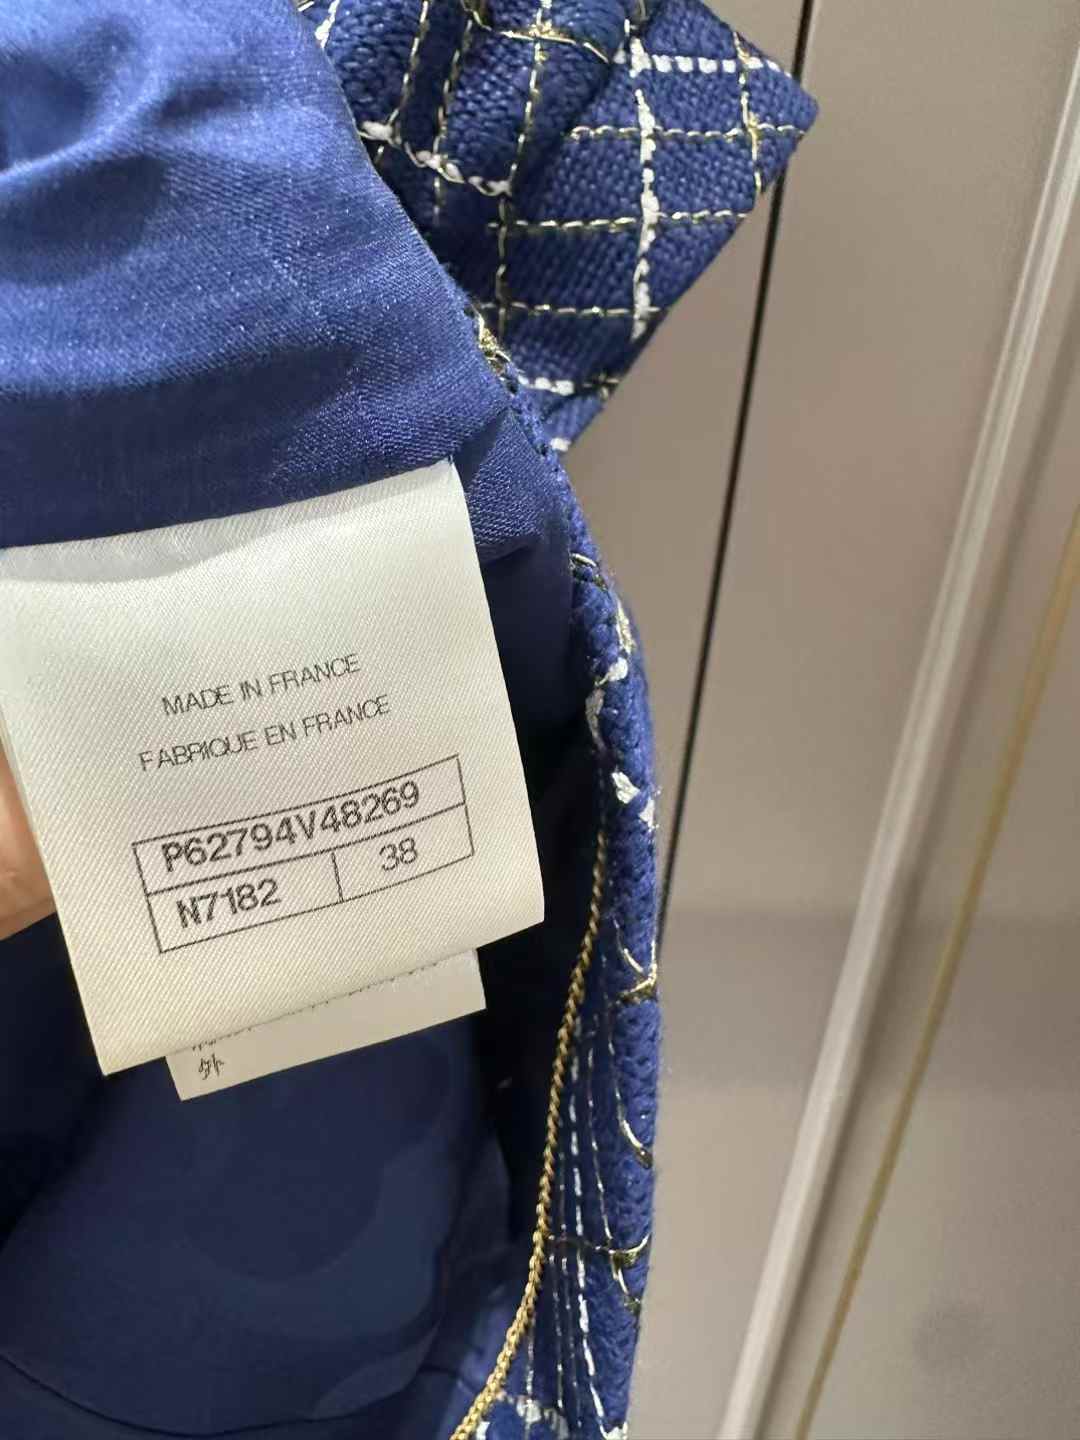 MADE IN FRANCE
FABRIQUE EN FRANCE
P62794V48269
N7182 38
外